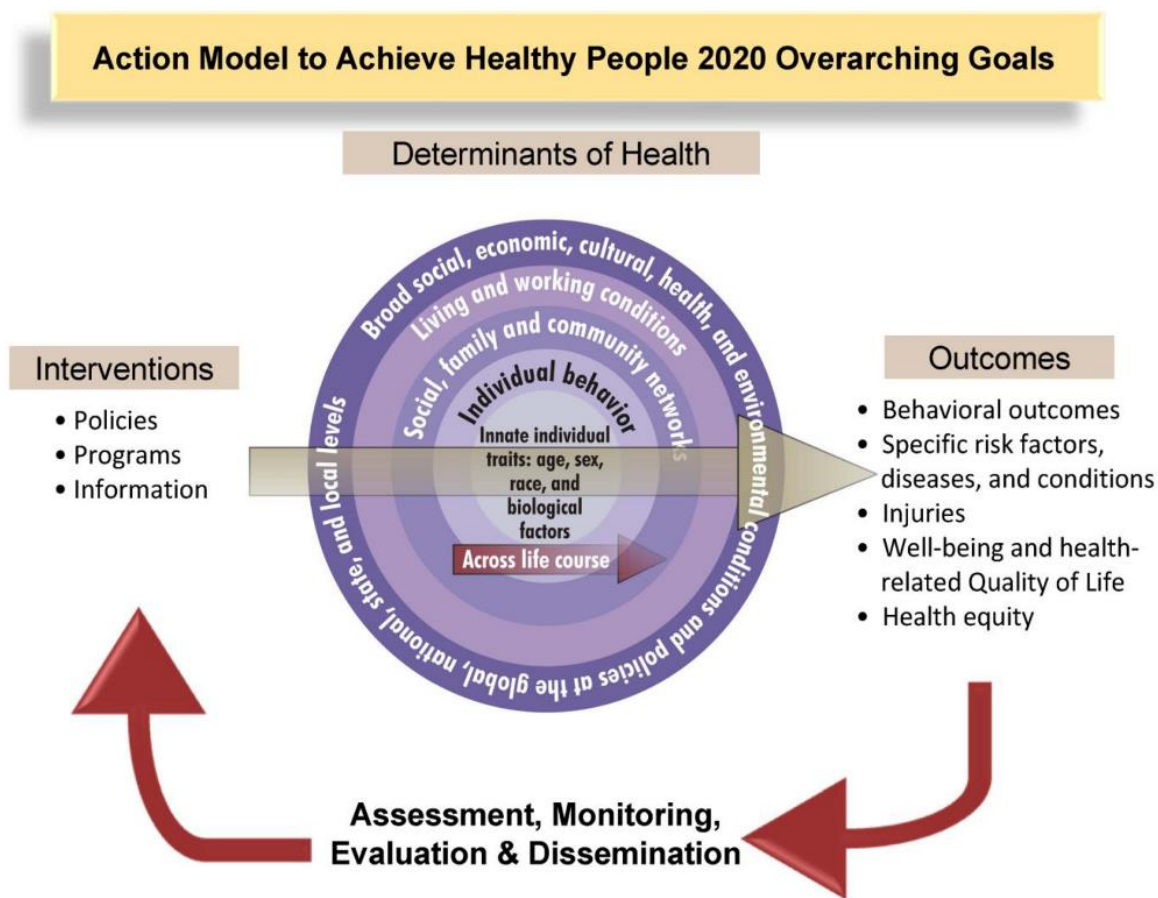 Action Model to Achieve Healthy People 2020 Overarching Goals
Determinants of Health
Broad social, economic, cultural, health, and environmental conditions and policies at the global, national, state, and local levels
Living and working conditions
Social, family and community networks
Individual behavior
Innate individual
traits: age, sex,
race, and
biological
factors
Across life course
Interventions
• Policies
• Programs
• Information
Outcomes
• Behavioral outcomes
• Specific risk factors,
diseases, and conditions
• Injuries
• Well-being and health-
related Quality of Life
• Health equity
Assessment, Monitoring,
Evaluation & Dissemination